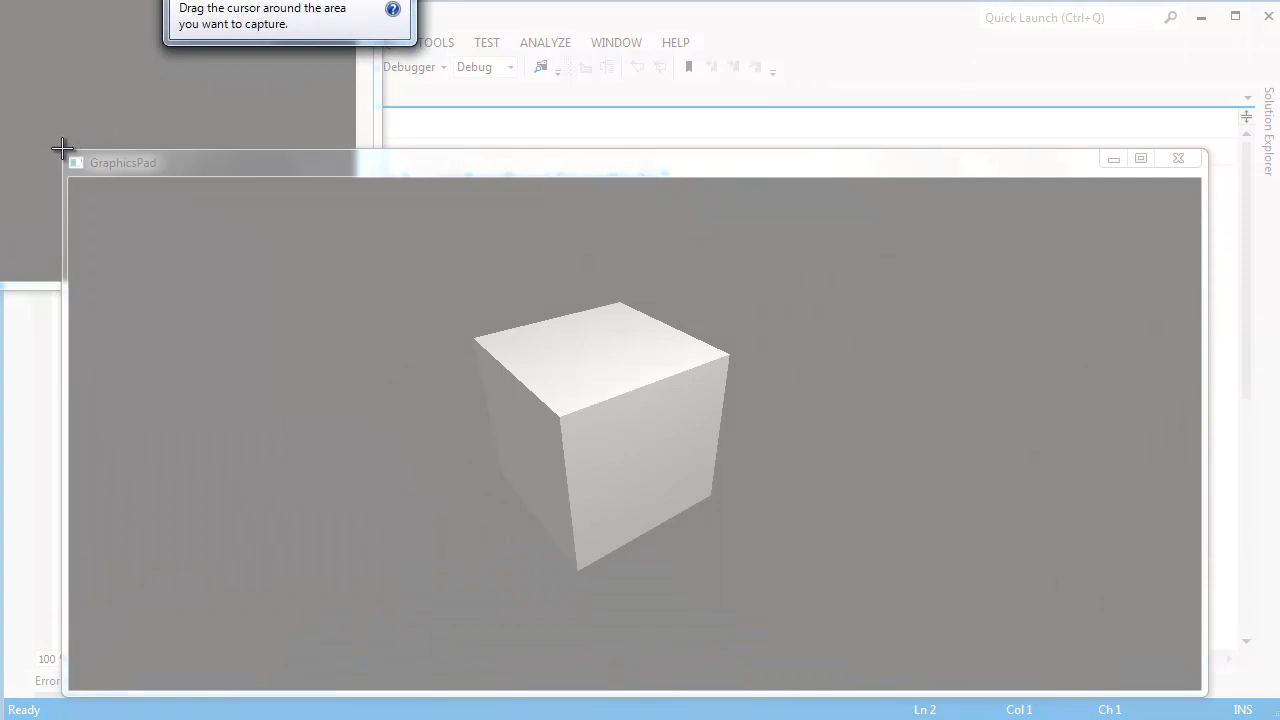 Drag the cursor around the area
you want to capture.
Quick Launch (Ctrl+Q)
TOOLS TEST ANALYZE WINDOW HELP
Debugger Debug
Solution Explorer
GraphicsPad
100
Error
Ready Ln 2 Col 1 Ch 1 INS